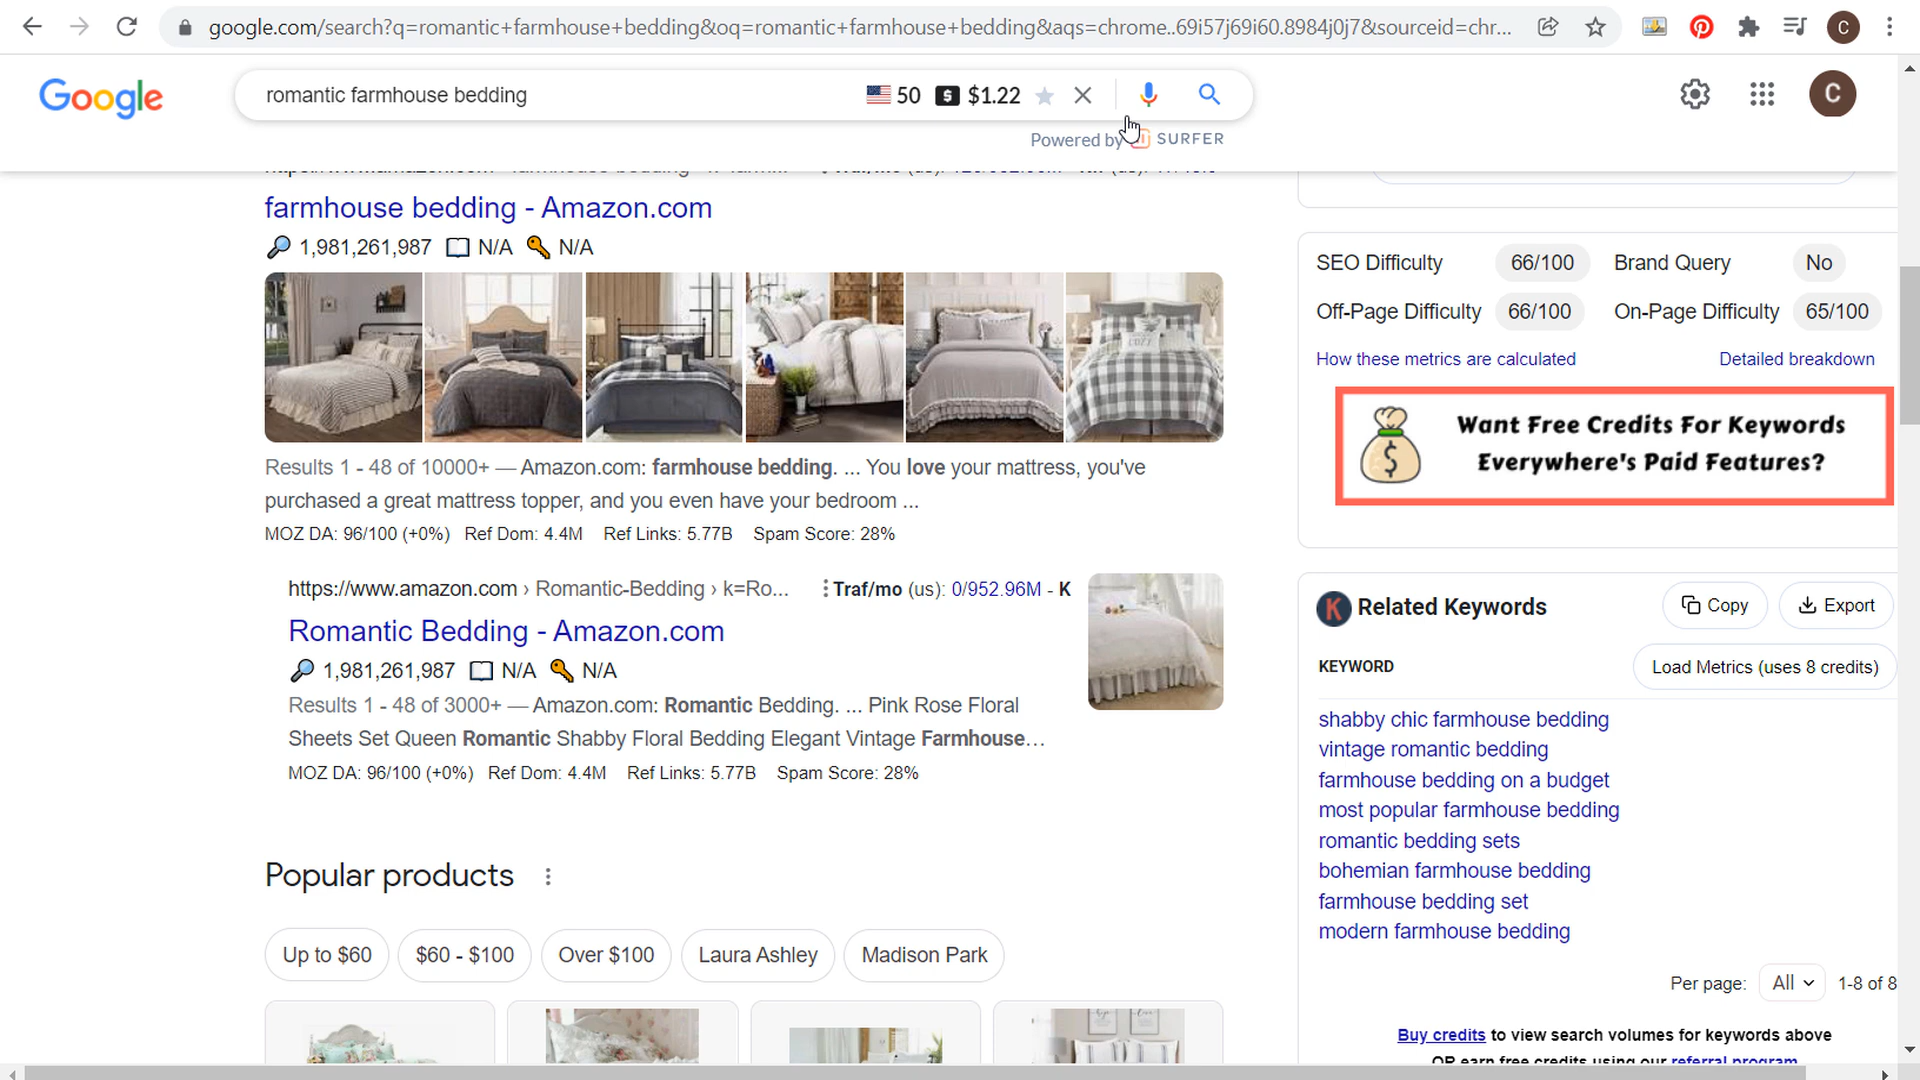 google.com/search?q=romantic+farmhouse+bedding&oq=romantic+farmhouse+bedding&aqs=chrome..69i57j69i60.8984j0j7&sourceid=chr...
C
Google
romantic farmhouse bedding
50 $ $1.22
C
Powered by SURFER
farmhouse bedding - Amazon.com
1,981,261,987 N/A N/A
Results 1 - 48 of 10000+ — Amazon.com: farmhouse bedding. ... You love your mattress, you've
purchased a great mattress topper, and you even have your bedroom ...
MOZ DA: 96/100 (+0%) Ref Dom: 4.4M Ref Links: 5.77B Spam Score: 28%
https://www.amazon.com › Romantic-Bedding › k=Ro... Traf/mo (us): 0/952.96M - K
Romantic Bedding - Amazon.com
1,981,261,987 N/A N/A
Results 1 - 48 of 3000+ — Amazon.com: Romantic Bedding. ... Pink Rose Floral
Sheets Set Queen Romantic Shabby Floral Bedding Elegant Vintage Farmhouse...
MOZ DA: 96/100 (+0%) Ref Dom: 4.4M Ref Links: 5.77B Spam Score: 28%
Popular products
Up to $60 $60 - $100 Over $100 Laura Ashley Madison Park
SEO Difficulty 66/100 Brand Query No
Off-Page Difficulty 66/100 On-Page Difficulty 65/100
How these metrics are calculated Detailed breakdown
Want Free Credits For Keywords
Everywhere's Paid Features?
$
K Related Keywords Copy Export
KEYWORD Load Metrics (uses 8 credits)
shabby chic farmhouse bedding
vintage romantic bedding
farmhouse bedding on a budget
most popular farmhouse bedding
romantic bedding sets
bohemian farmhouse bedding
farmhouse bedding set
modern farmhouse bedding
Per page: All 1-8 of 8
Buy credits to view search volumes for keywords above
OR earn free credits using our referral program